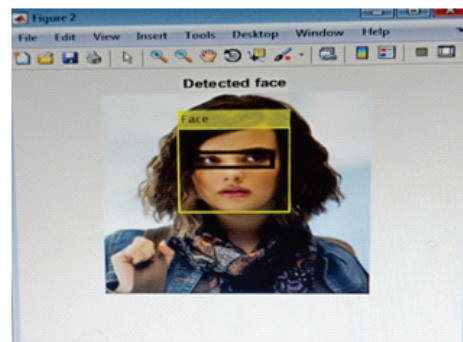 Figure 2
File Edit View Insert Tools Desktop Window Help
Detected face
Face